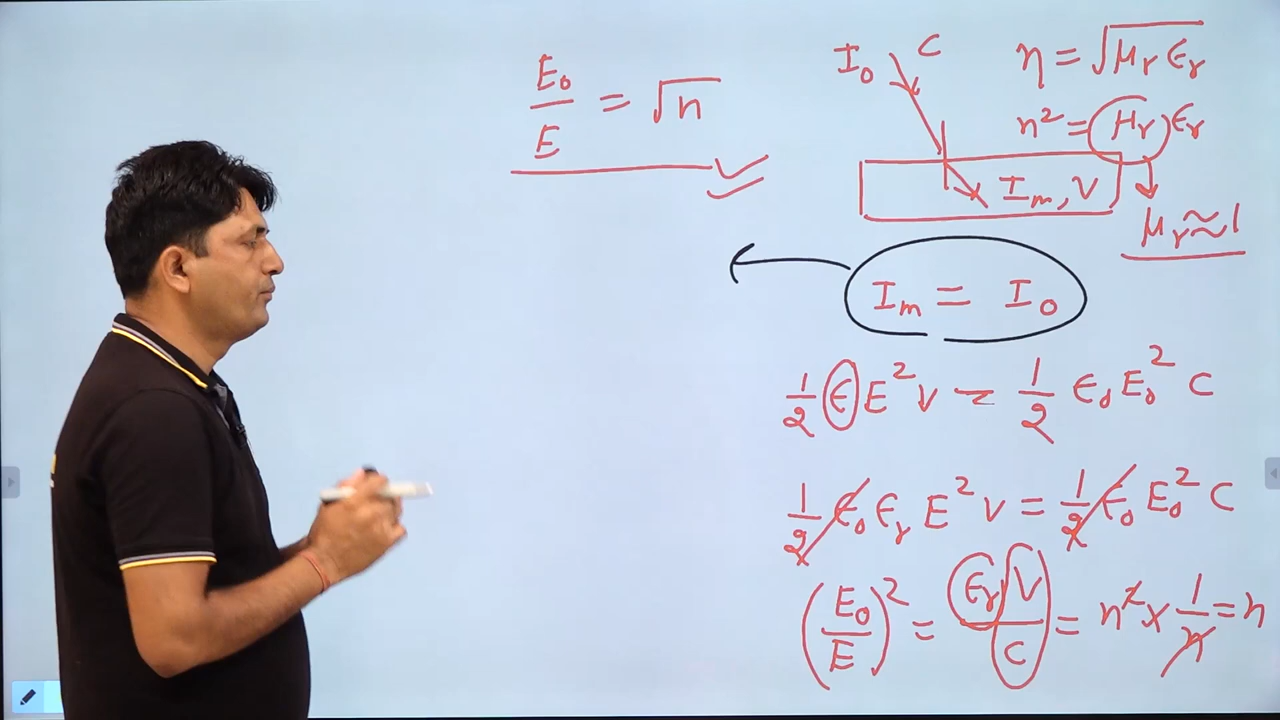 E₀/E = √n
I₀ C
η = √μᵣ εᵣ
n² = μᵣ εᵣ
Iₘ, V
μᵣ ≈ 1
Iₘ = I₀
1/2 ε E² V = 1/2 ε₀ E₀² C
1/2 ε₀ εᵣ E² V = 1/2 ε₀ E₀² C
(E₀/E)² = εᵣ V/C = n² × 1/n = n